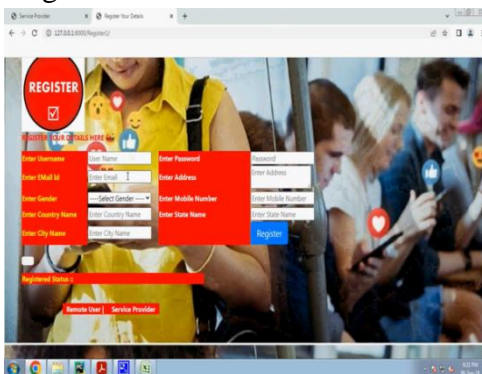 Service Provider
Register Your Details
127.0.0.1:8000/Register1/
REGISTER
REGISTER YOUR DETAILS HERE !!!
Enter Username
User Name
Enter Password
Password
Enter EMail Id
Enter Email
Enter Address
Enter Address
Enter Gender
----Select Gender ----
Enter Mobile Number
Enter Mobile Number
Enter Country Name
Enter Country Name
Enter State Name
Enter State Name
Enter City Name
Enter City Name
Register
Registered Status ::
Remote User | Service Provider